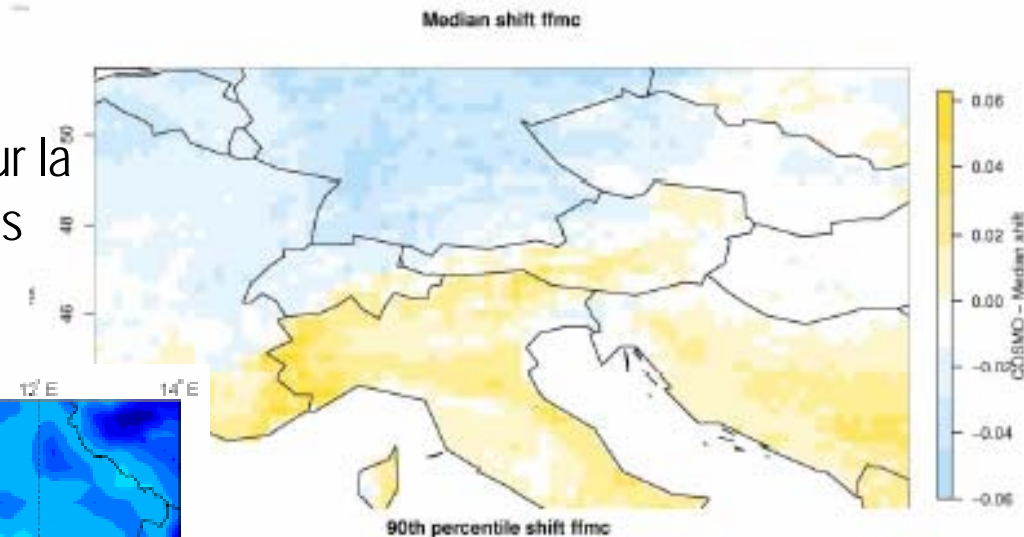 Median shift ffmc
ur la
s
50
48
46
0.06
0.04
0.02
0.00
−0.02
−0.04
−0.06
COSMO – Median shift
12° E
14° E
90th percentile shift ffmc